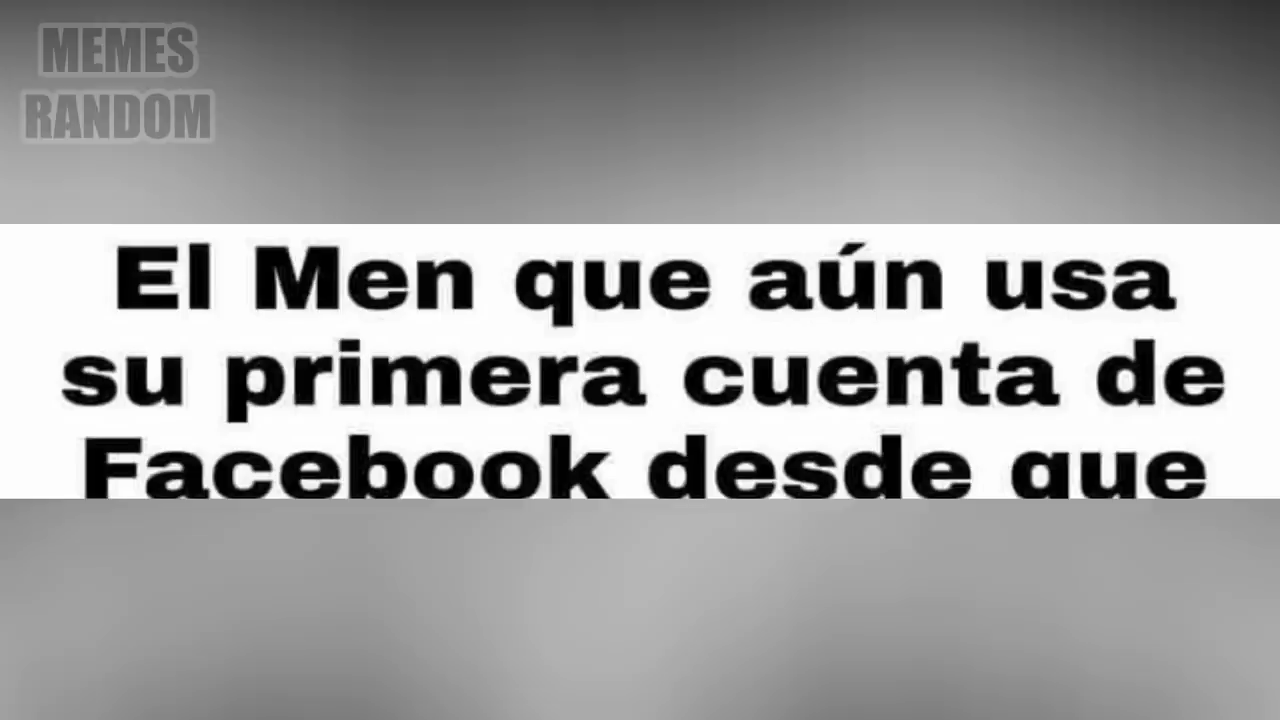 MEMES
RANDOM
El Men que aún usa
su primera cuenta de
Facebook desde que